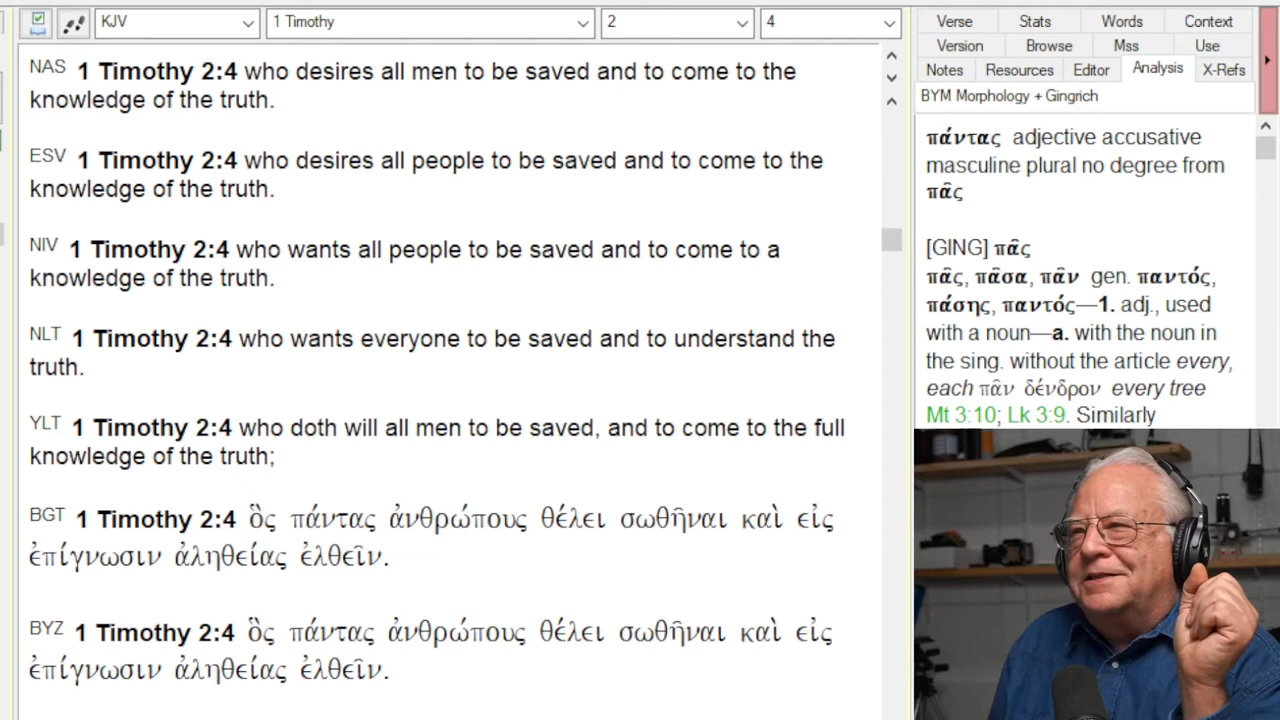 KJV 1 Timothy 2 4
NAS 1 Timothy 2:4 who desires all men to be saved and to come to the
knowledge of the truth.
ESV 1 Timothy 2:4 who desires all people to be saved and to come to the
knowledge of the truth.
NIV 1 Timothy 2:4 who wants all people to be saved and to come to a
knowledge of the truth.
NLT 1 Timothy 2:4 who wants everyone to be saved and to understand the
truth.
YLT 1 Timothy 2:4 who doth will all men to be saved, and to come to the full
knowledge of the truth;
BGT 1 Timothy 2:4 ὃς πάντας ἀνθρώπους θέλει σωθῆναι καὶ εἰς
ἐπίγνωσιν ἀληθείας ἐλθεῖν.
BYZ 1 Timothy 2:4 ὃς πάντας ἀνθρώπους θέλει σωθῆναι καὶ εἰς
ἐπίγνωσιν ἀληθείας ἐλθεῖν.
Verse Stats Words Context
Version Browse Mss Use
Notes Resources Editor Analysis X-Refs
BYM Morphology + Gingrich
πάντας adjective accusative
masculine plural no degree from
πᾶς
[GING] πᾶς
πᾶς, πᾶσα, πᾶν gen. παντός,
πάσης, παντός—1. adj., used
with a noun—a. with the noun in
the sing. without the article every,
each πᾶν δένδρον every tree
Mt 3:10; Lk 3:9. Similarly